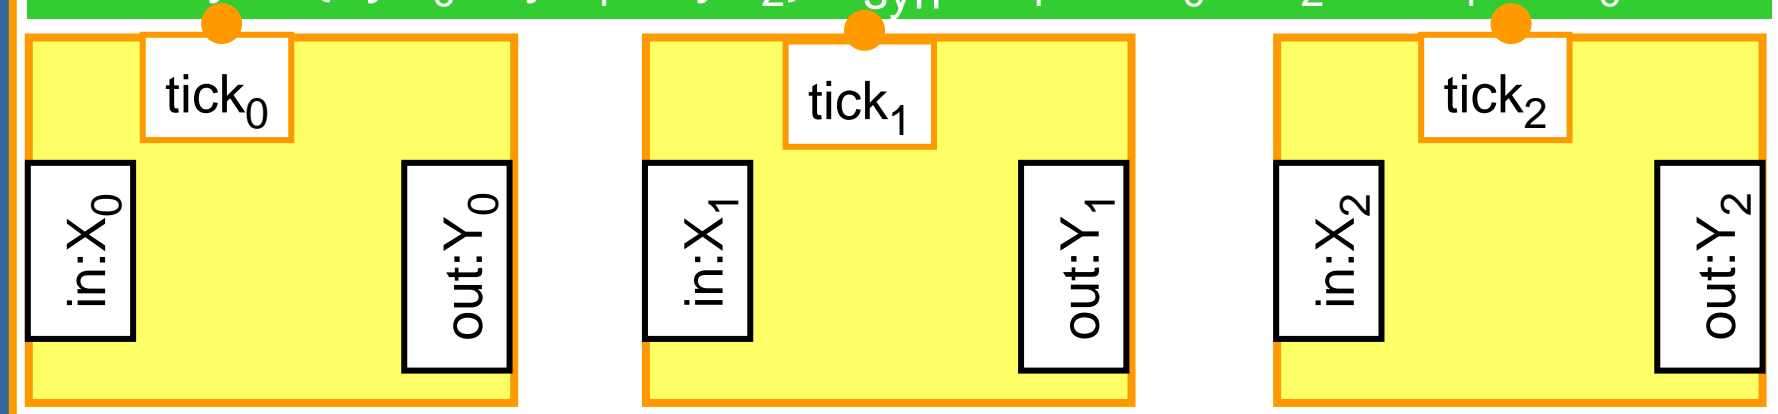 tick₀
tick₁
tick₂
in:X₀
out:Y₀
in:X₁
out:Y₁
in:X₂
out:Y₂